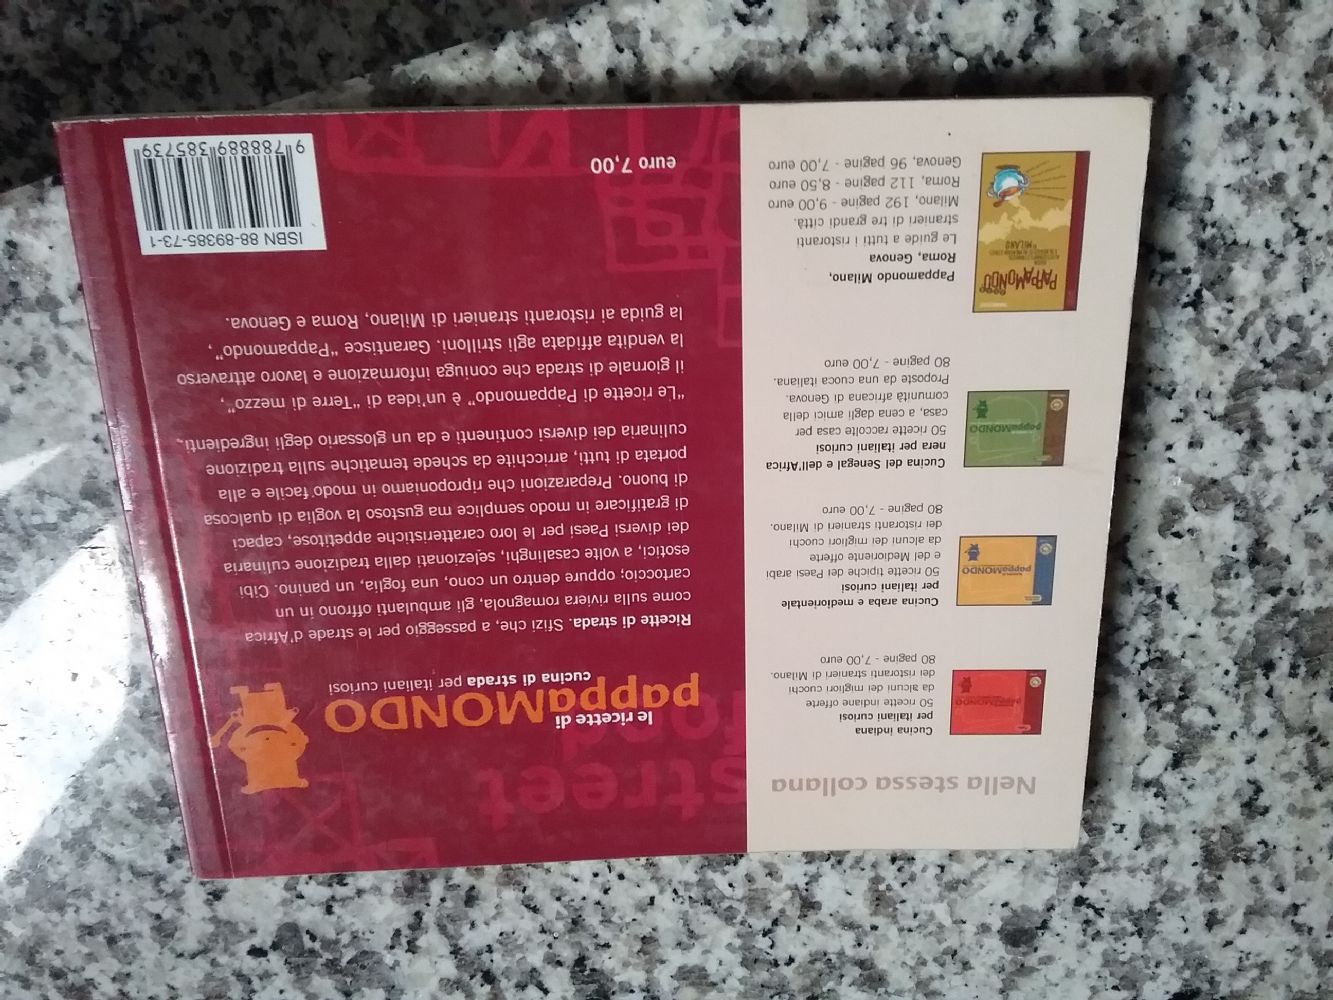 Nella stessa collana
Cucina indiana
per italiani curiosi
50 ricette indiane offerte
da alcuni dei migliori cuochi
dei ristoranti stranieri di Milano.
80 pagine - 7,00 euro
Cucina araba e mediorientale
per italiani curiosi
50 ricette tipiche dei Paesi arabi
e del Medioriente offerte
da alcuni dei migliori cuochi
dei ristoranti stranieri di Milano.
80 pagine - 7,00 euro
pappaMONDO
Cucina del Senegal e dell'Africa
nera per italiani curiosi
50 ricette raccolte casa per
casa, a cena dagli amici della
comunità africana di Genova.
Proposte da una cuoca italiana.
80 pagine - 7,00 euro
pappaMONDO
Pappamondo Milano,
Roma, Genova
Le guide a tutti i ristoranti
stranieri di tre grandi città.
Milano, 192 pagine - 9,00 euro
Roma, 112 pagine - 8,50 euro
Genova, 96 pagine - 7,00 euro
PAPPAMONDO
MILANO
street
food
le ricette di
pappaMONDO
cucina di strada per italiani curiosi
Ricette di strada. Sfizi che, a passeggio per le strade d'Africa
come sulla riviera romagnola, gli ambulanti offrono in un
cartoccio; oppure dentro un cono, una foglia, un panino. Cibi
esotici, a volte casalinghi, selezionati dalla tradizione culinaria
dei diversi Paesi per le loro caratteristiche appetitose, capaci
di gratificare in modo semplice ma gustoso la voglia di qualcosa
di buono. Preparazioni che riproponiamo in modo facile e alla
portata di tutti, arricchite da schede tematiche sulla tradizione
culinaria dei diversi continenti e da un glossario degli ingredienti.
"Le ricette di Pappamondo" è un'idea di "Terre di mezzo",
il giornale di strada che coniuga informazione e lavoro attraverso
la vendita affidata agli strilloni. Garantisce "Pappamondo",
la guida ai ristoranti stranieri di Milano, Roma e Genova.
euro 7,00
ISBN 88-89385-73-1
9 788889 385739